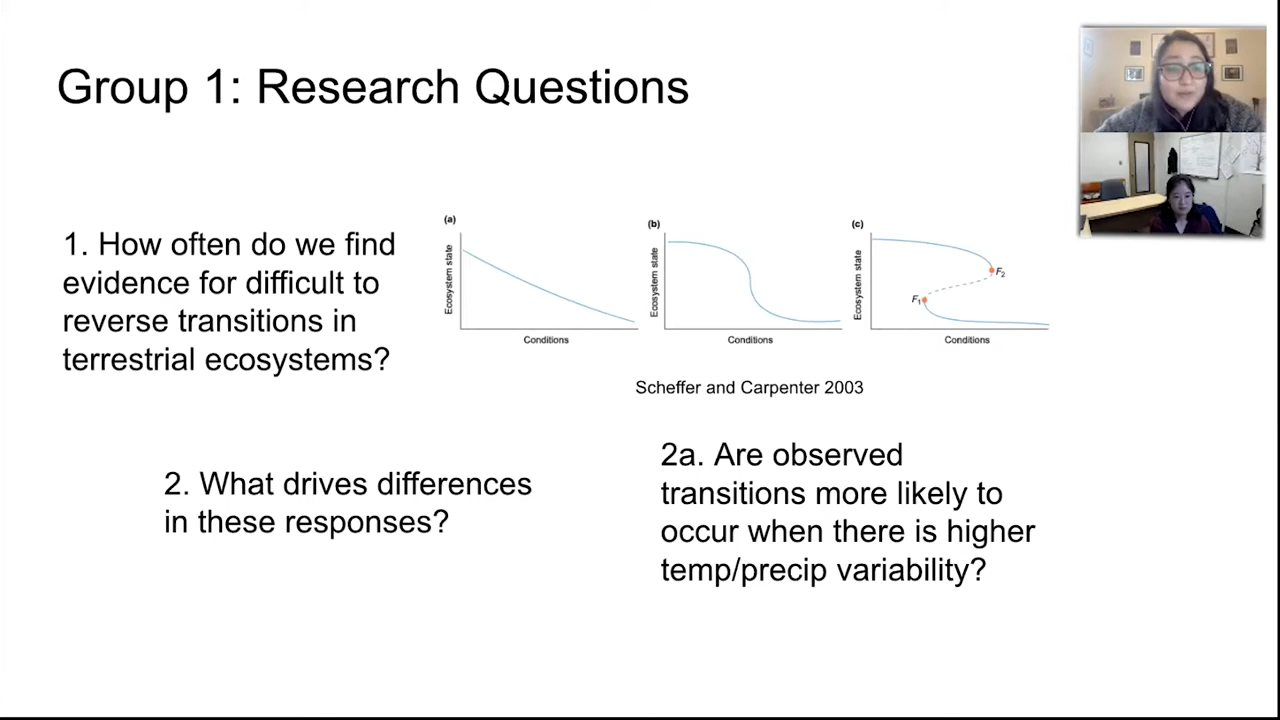 Group 1: Research Questions
1. How often do we find
evidence for difficult to
reverse transitions in
terrestrial ecosystems?
(a)
Ecosystem state
Conditions
(b)
Ecosystem state
Conditions
(c)
Ecosystem state
F2
F1
Conditions
Scheffer and Carpenter 2003
2. What drives differences
in these responses?
2a. Are observed
transitions more likely to
occur when there is higher
temp/precip variability?